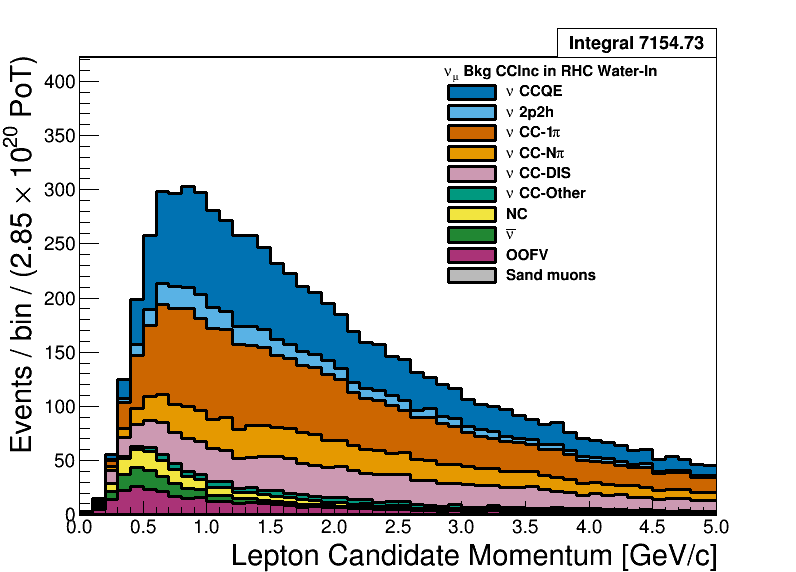 Integral 7154.73
ν_μ Bkg CCInc in RHC Water-In
ν CCQE
ν 2p2h
ν CC-1π
ν CC-Nπ
ν CC-DIS
ν CC-Other
NC
ν̅
OOFV
Sand muons
Events / bin / (2.85 × 10²⁰ PoT)
400
350
300
250
200
150
100
50
0
0.0 0.5 1.0 1.5 2.0 2.5 3.0 3.5 4.0 4.5 5.0
Lepton Candidate Momentum [GeV/c]